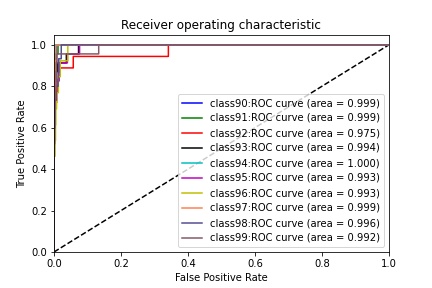 Receiver operating characteristic
True Positive Rate
1.0
0.8
0.6
0.4
0.2
0.0
class90:ROC curve (area = 0.999)
class91:ROC curve (area = 0.999)
class92:ROC curve (area = 0.975)
class93:ROC curve (area = 0.994)
class94:ROC curve (area = 1.000)
class95:ROC curve (area = 0.993)
class96:ROC curve (area = 0.993)
class97:ROC curve (area = 0.999)
class98:ROC curve (area = 0.996)
class99:ROC curve (area = 0.992)
0.0 0.2 0.4 0.6 0.8 1.0
False Positive Rate